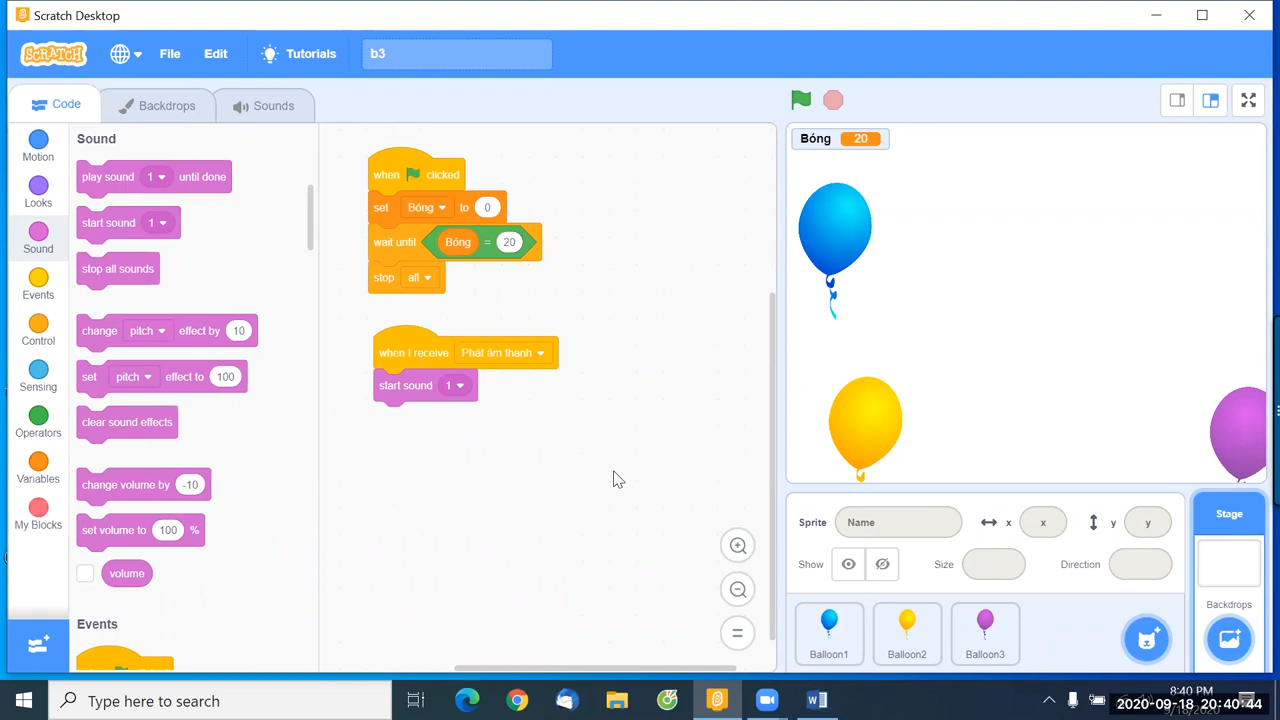 Scratch Desktop
SCRATCH
File
Edit
Tutorials
b3
Code
Backdrops
Sounds
Motion
Looks
Sound
Events
Control
Sensing
Operators
Variables
My Blocks
Sound
play sound 1 until done
start sound 1
stop all sounds
change pitch effect by 10
set pitch effect to 100
clear sound effects
change volume by -10
set volume to 100 %
volume
Events
when clicked
set Bóng to 0
wait until Bóng = 20
stop all
when I receive Phát âm thanh
start sound 1
Bóng 20
Sprite Name x x y y
Show Size Direction
Balloon1
Balloon2
Balloon3
Stage
Backdrops
Type here to search
8:40 PM
2020-09-18 20:40:44